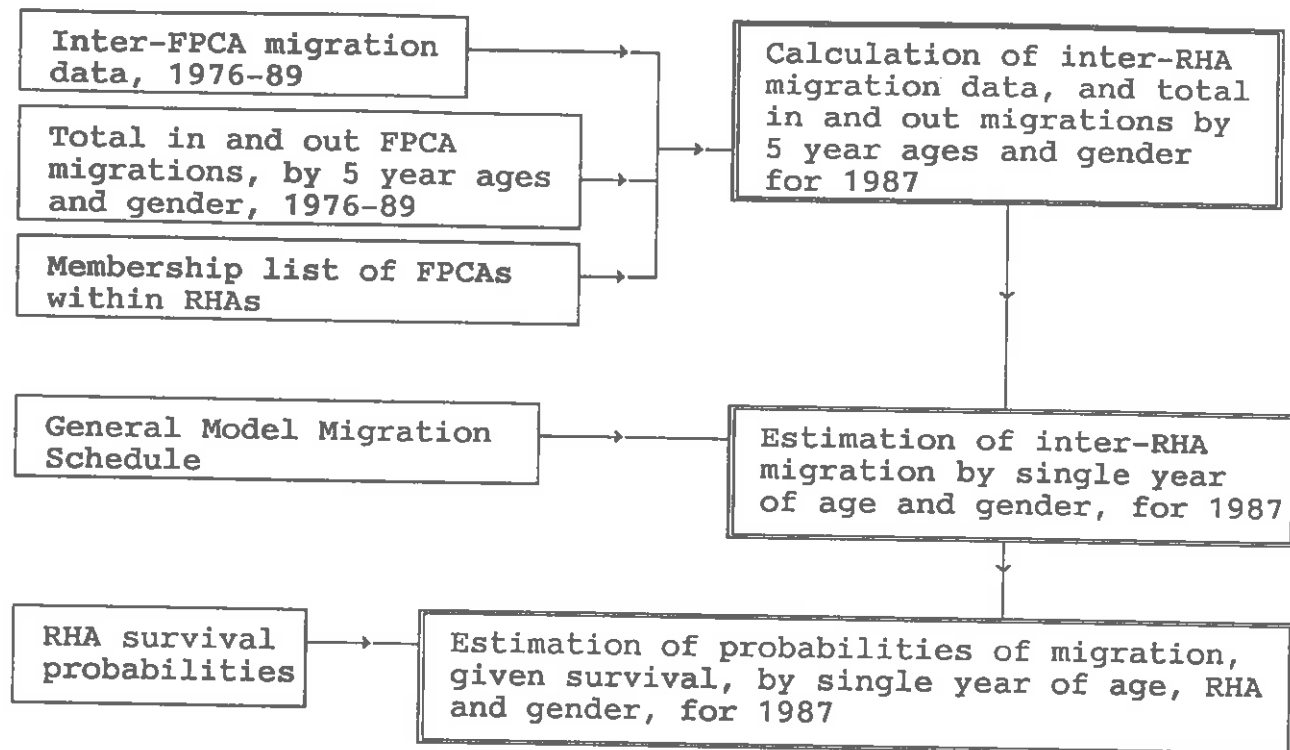 Inter-FPCA migration
data, 1976-89
Total in and out FPCA
migrations, by 5 year ages
and gender, 1976-89
Membership list of FPCAs
within RHAs
Calculation of inter-RHA
migration data, and total
in and out migrations by
5 year ages and gender
for 1987
General Model Migration
Schedule
Estimation of inter-RHA
migration by single year
of age and gender, for 1987
RHA survival
probabilities
Estimation of probabilities of migration,
given survival, by single year of age, RHA
and gender, for 1987